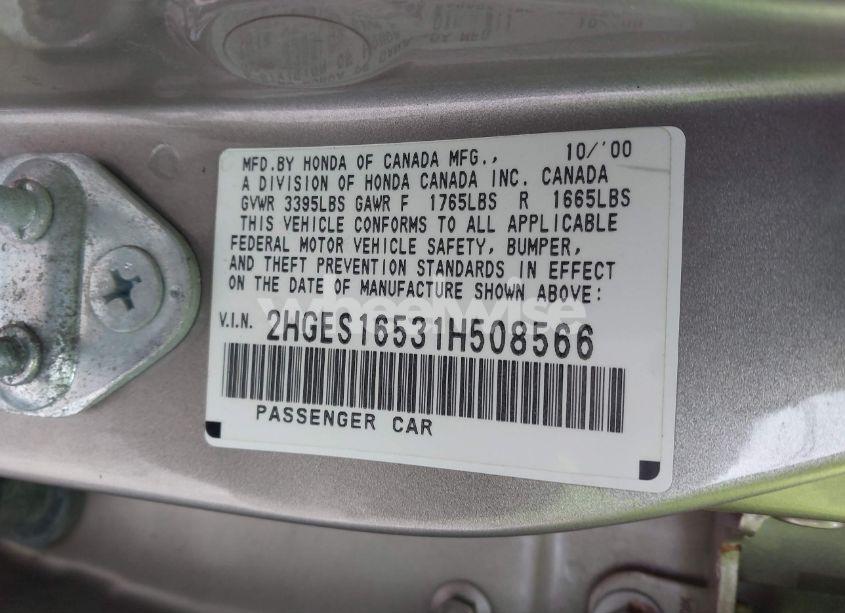 MFD.BY HONDA OF CANADA MFG., 10/'00
A DIVISION OF HONDA CANADA INC. CANADA
GVWR 3395LBS GAWR F 1765LBS R 1665LBS
THIS VEHICLE CONFORMS TO ALL APPLICABLE
FEDERAL MOTOR VEHICLE SAFETY, BUMPER,
AND THEFT PREVENTION STANDARDS IN EFFECT
ON THE DATE OF MANUFACTURE SHOWN ABOVE:
wheelwise
V.I.N. 2HGES16531H508566
PASSENGER CAR